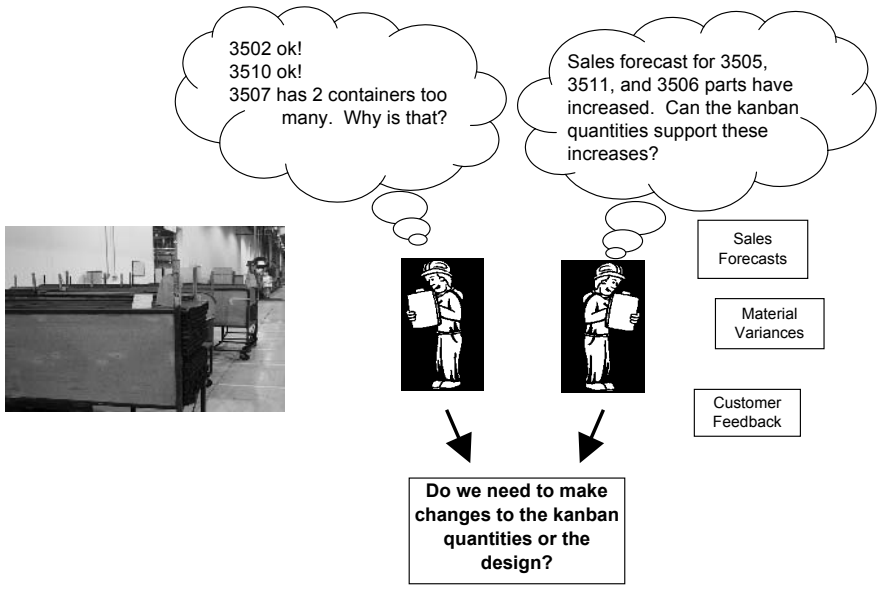 3502 ok!
3510 ok!
3507 has 2 containers too
many.  Why is that?
Sales forecast for 3505,
3511, and 3506 parts have
increased.  Can the kanban
quantities support these
increases?
Sales
Forecasts
Material
Variances
Customer
Feedback
Do we need to make
changes to the kanban
quantities or the
design?